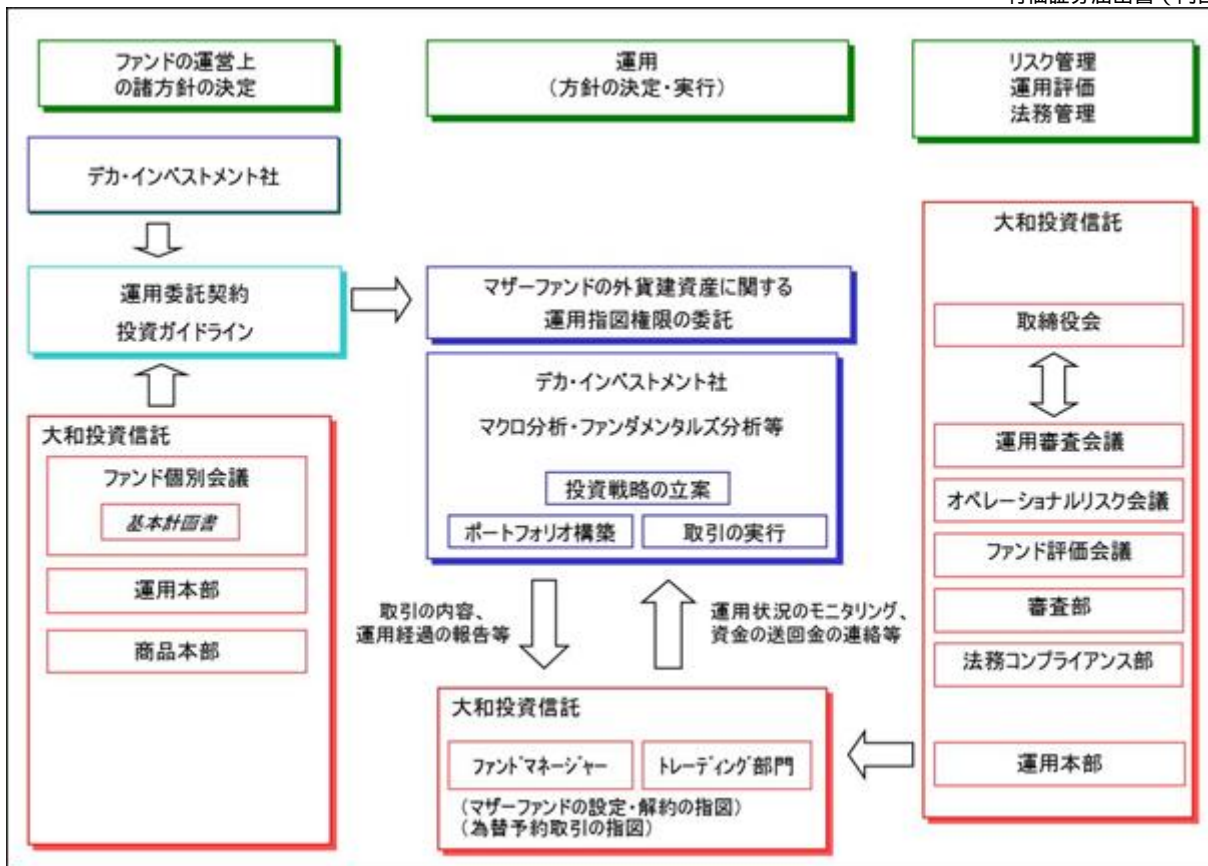 ファンドの運営上
の諸方針の決定
運用
(方針の決定・実行)
リスク管理
運用評価
法務管理
デカ・インベストメント社
運用委託契約
投資ガイドライン
大和投資信託
ファンド個別会議
基本計画書
運用本部
商品本部
マザーファンドの外貨建資産に関する
運用指図権限の委託
デカ・インベストメント社
マクロ分析・ファンダメンタルズ分析等
投資戦略の立案
ポートフォリオ構築
取引の実行
取引の内容、
運用経過の報告等
運用状況のモニタリング、
資金の送回金の連絡等
大和投資信託
ファンドマネージャー
トレーディング部門
(マザーファンドの設定・解約の指図)
(為替予約取引の指図)
大和投資信託
取締役会
運用審査会議
オペレーショナルリスク会議
ファンド評価会議
審査部
法務コンプライアンス部
運用本部